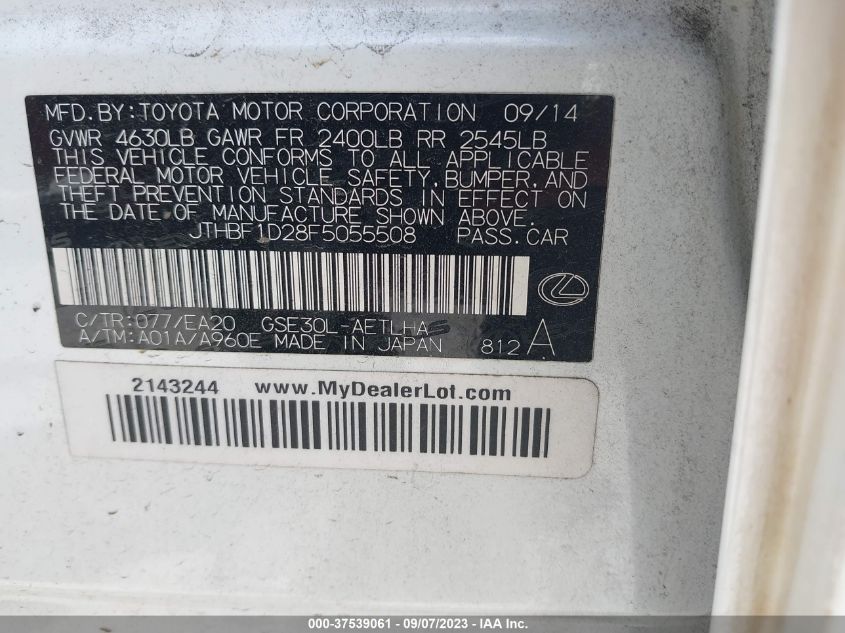 MFD.BY:TOYOTA MOTOR CORPORATION 09/14
GVWR 4630LB GAWR FR 2400LB RR 2545LB
THIS VEHICLE CONFORMS TO ALL APPLICABLE
FEDERAL MOTOR VEHICLE SAFETY,BUMPER,AND
THEFT PREVENTION STANDARDS IN EFFECT ON
THE DATE OF MANUFACTURE SHOWN ABOVE.
JTHBF1D28F5055508 PASS.CAR
C/TR:077/EA20 GSE30L-AETLHA
A/TM:A01A/A960E MADE IN JAPAN 812 A
2143244 www.MyDealerLot.com
000-37539061 - 09/07/2023 - IAA Inc.